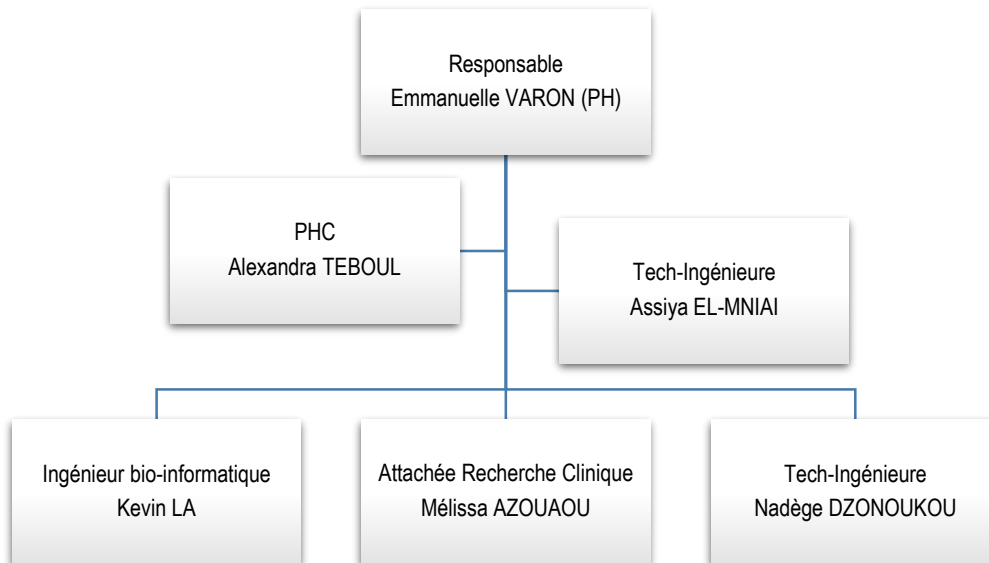 Responsable
Emmanuelle VARON (PH)
PHC
Alexandra TEBOUL
Tech-Ingénieure
Assiya EL-MNIAI
Ingénieur bio-informatique
Kevin LA
Attachée Recherche Clinique
Mélissa AZOUAOU
Tech-Ingénieure
Nadège DZONOUKOU